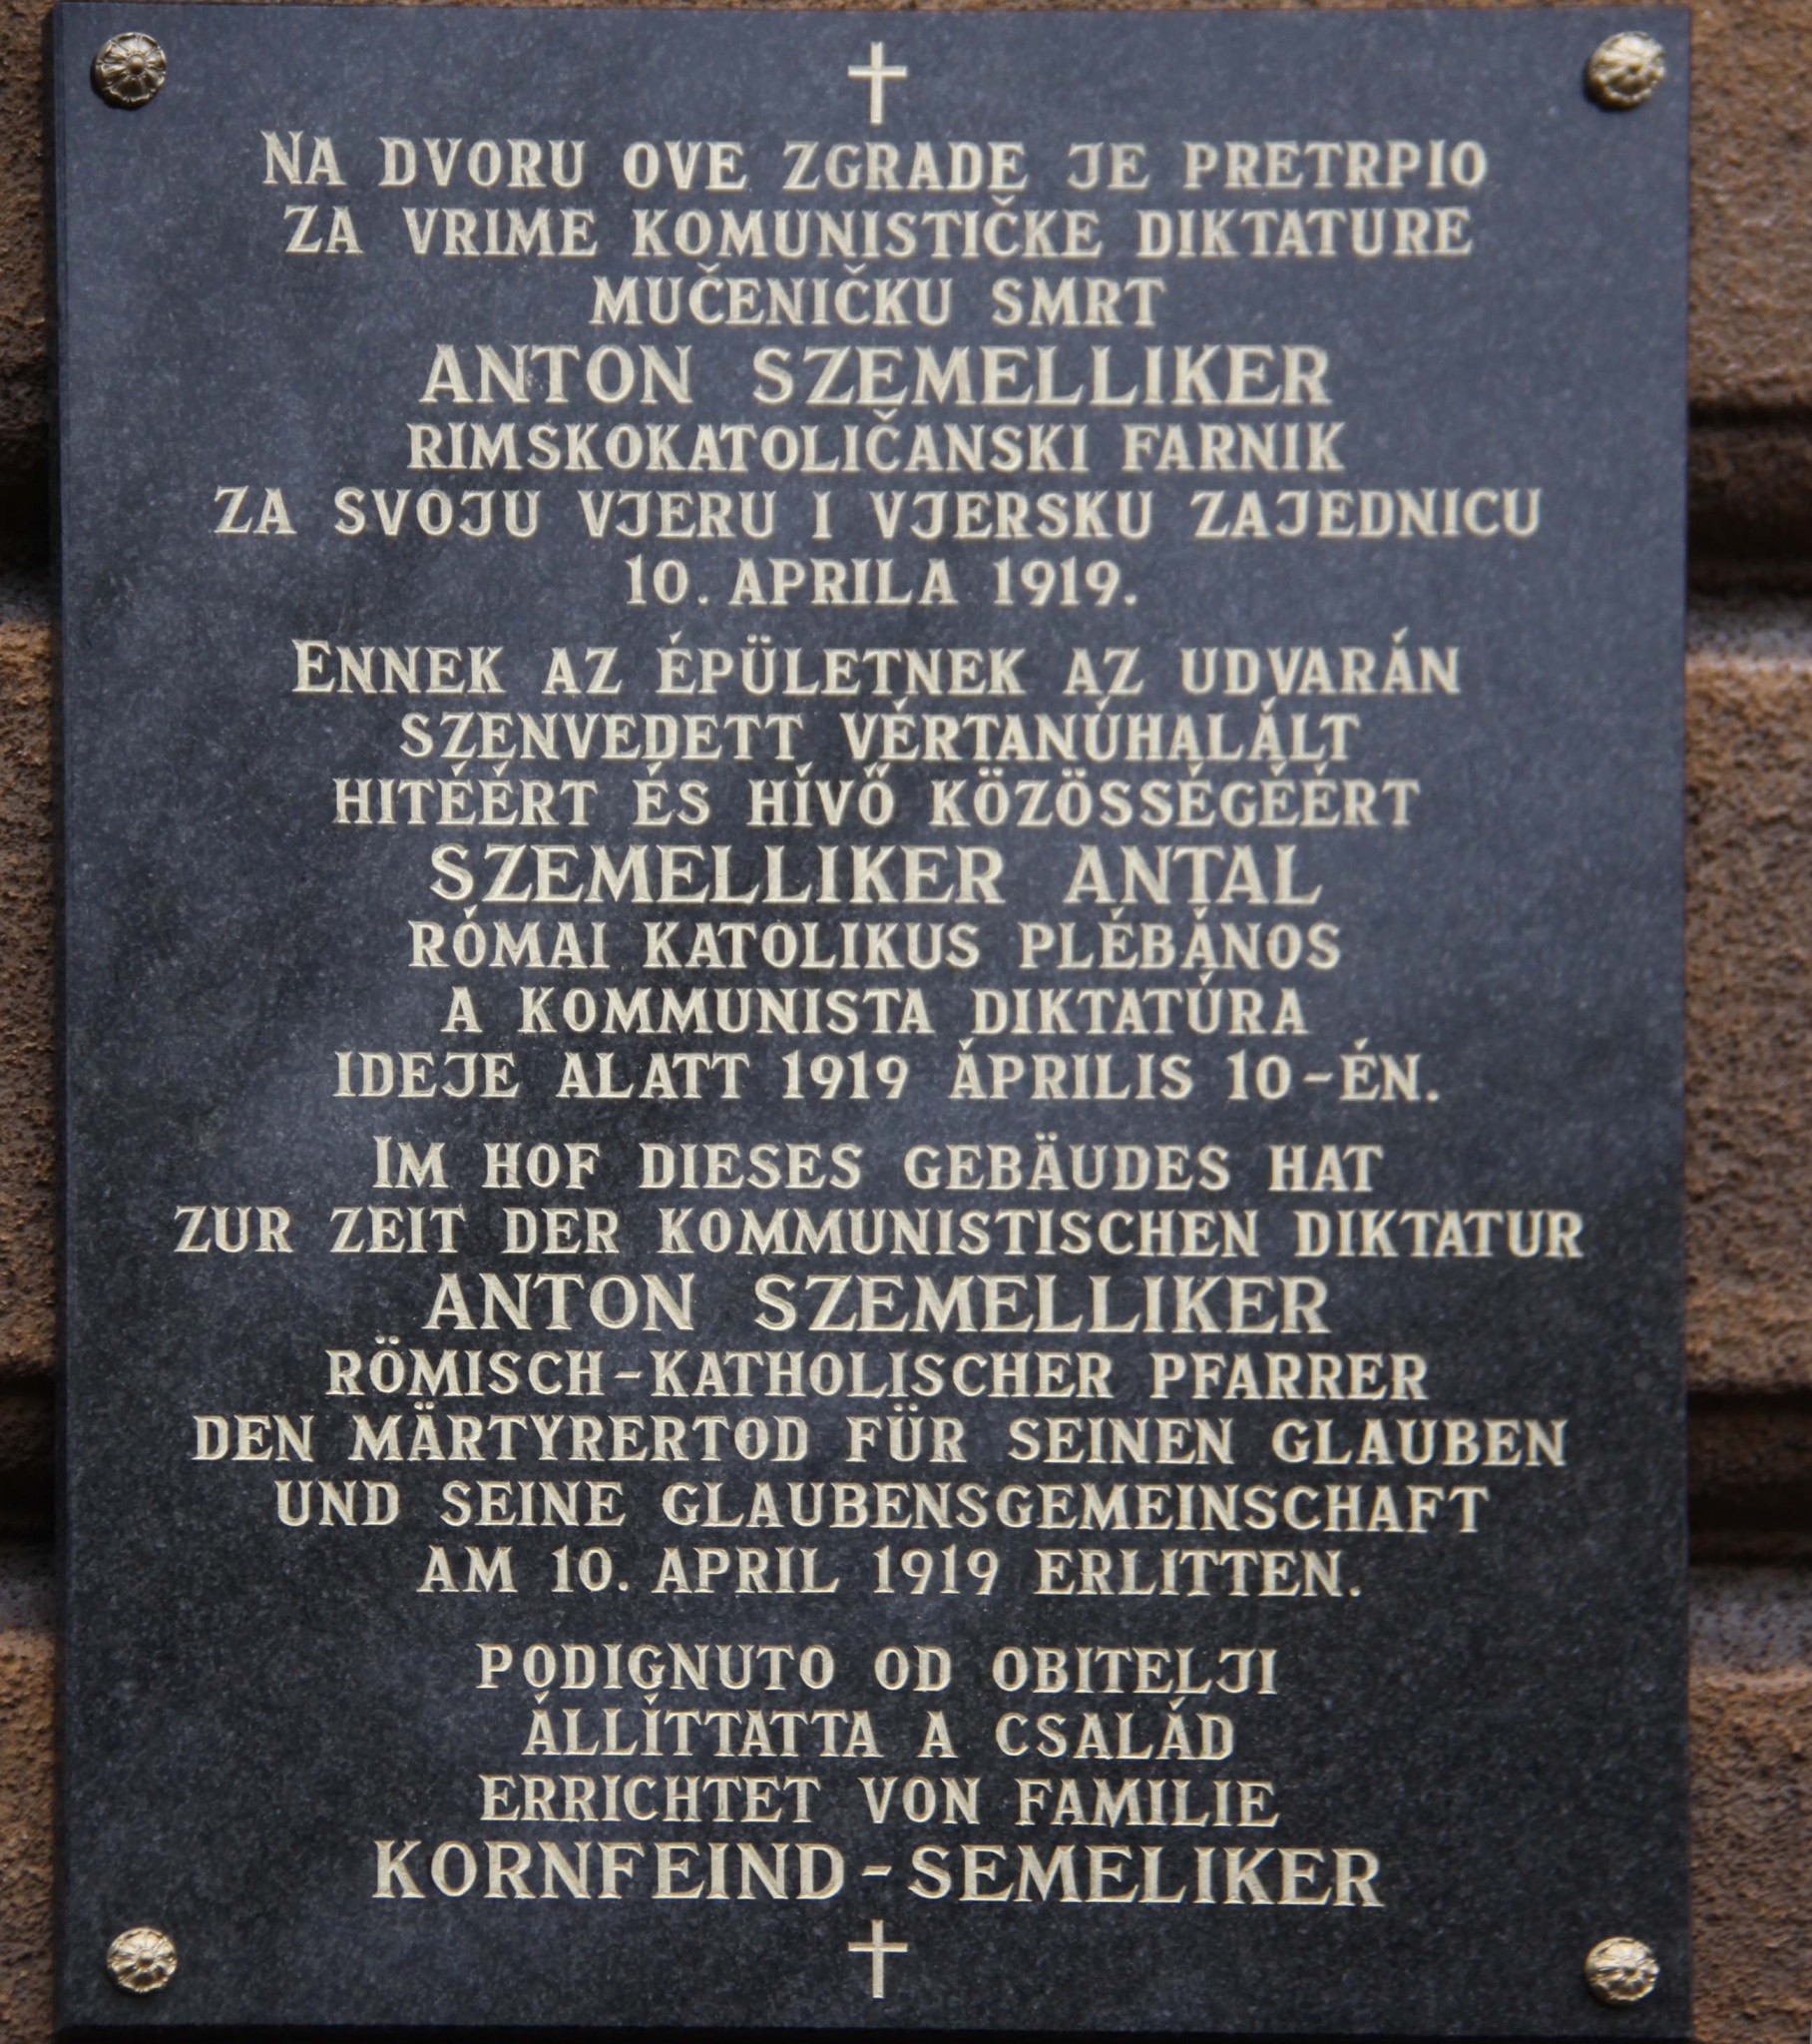 NA DVORU OVE ZGRADE JE PRETRPIO
ZA VRIME KOMUNISTIČKE DIKTATURE
MUČENIČKU SMRT
ANTON SZEMELLIKER
RIMSKOKATOLIČANSKI FARNIK
ZA SVOJU VJERU I VJERSKU ZAJEDNICU
10. APRILA 1919.
ENNEK AZ ÉPÜLETNEK AZ UDVARÁN
SZENVEDETT VÉRTANÚHALÁLT
HITÉÉRT ÉS HÍVŐ KÖZÖSSÉGÉÉRT
SZEMELLIKER ANTAL
RÓMAI KATOLIKUS PLÉBÁNOS
A KOMMUNISTA DIKTATÚRA
IDEJE ALATT 1919 ÁPRILIS 10-ÉN.
IM HOF DIESES GEBÄUDES HAT
ZUR ZEIT DER KOMMUNISTISCHEN DIKTATUR
ANTON SZEMELLIKER
RÖMISCH-KATHOLISCHER PFARRER
DEN MÄRTYRERTOD FÜR SEINEN GLAUBEN
UND SEINE GLAUBENSGEMEINSCHAFT
AM 10. APRIL 1919 ERLITTEN.
PODIGNUTO OD OBITELJI
ÁLLÍTTATTA A CSALÁD
ERRICHTET VON FAMILIE
KORNFEIND-SEMELIKER